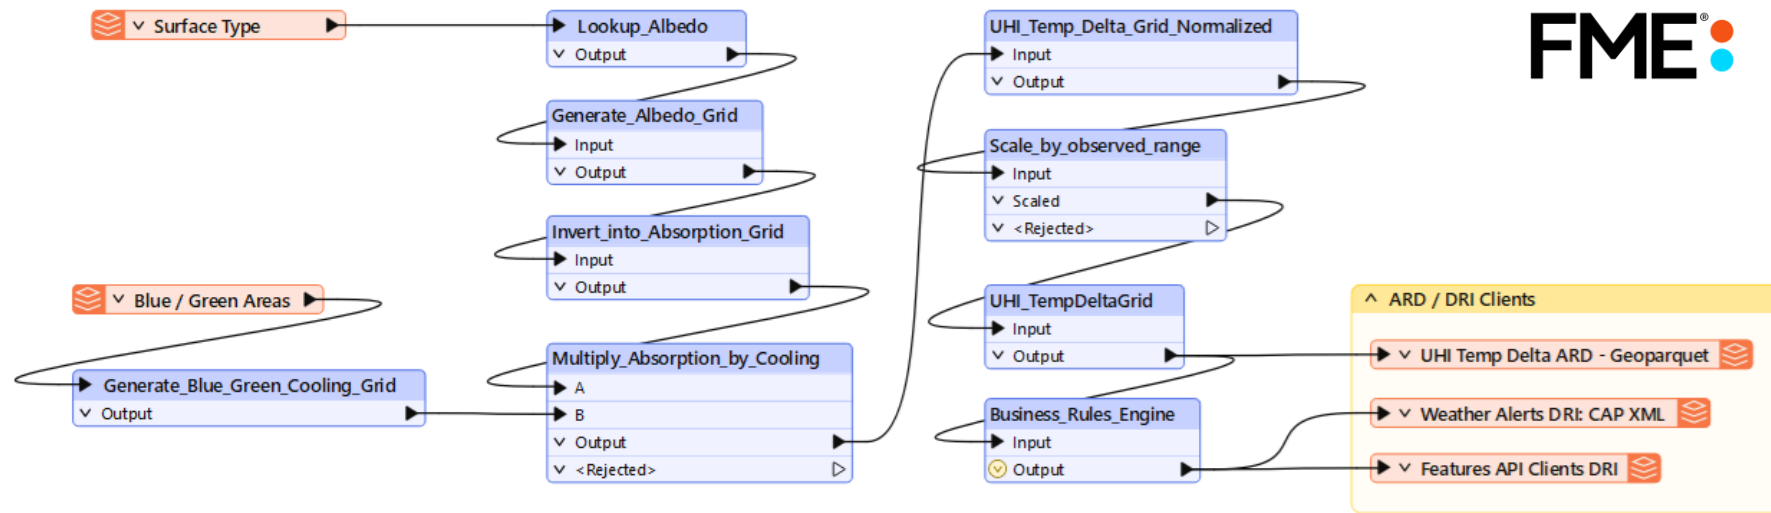 Surface Type
Lookup_Albedo
Output
Generate_Albedo_Grid
Input
Output
Invert_into_Absorption_Grid
Input
Output
Blue / Green Areas
Generate_Blue_Green_Cooling_Grid
Output
Multiply_Absorption_by_Cooling
A
B
Output
<Rejected>
UHI_Temp_Delta_Grid_Normalized
Input
Output
Scale_by_observed_range
Input
Scaled
<Rejected>
UHI_TempDeltaGrid
Input
Output
Business_Rules_Engine
Input
Output
FME®
ARD / DRI Clients
UHI Temp Delta ARD - Geoparquet
Weather Alerts DRI: CAP XML
Features API Clients DRI